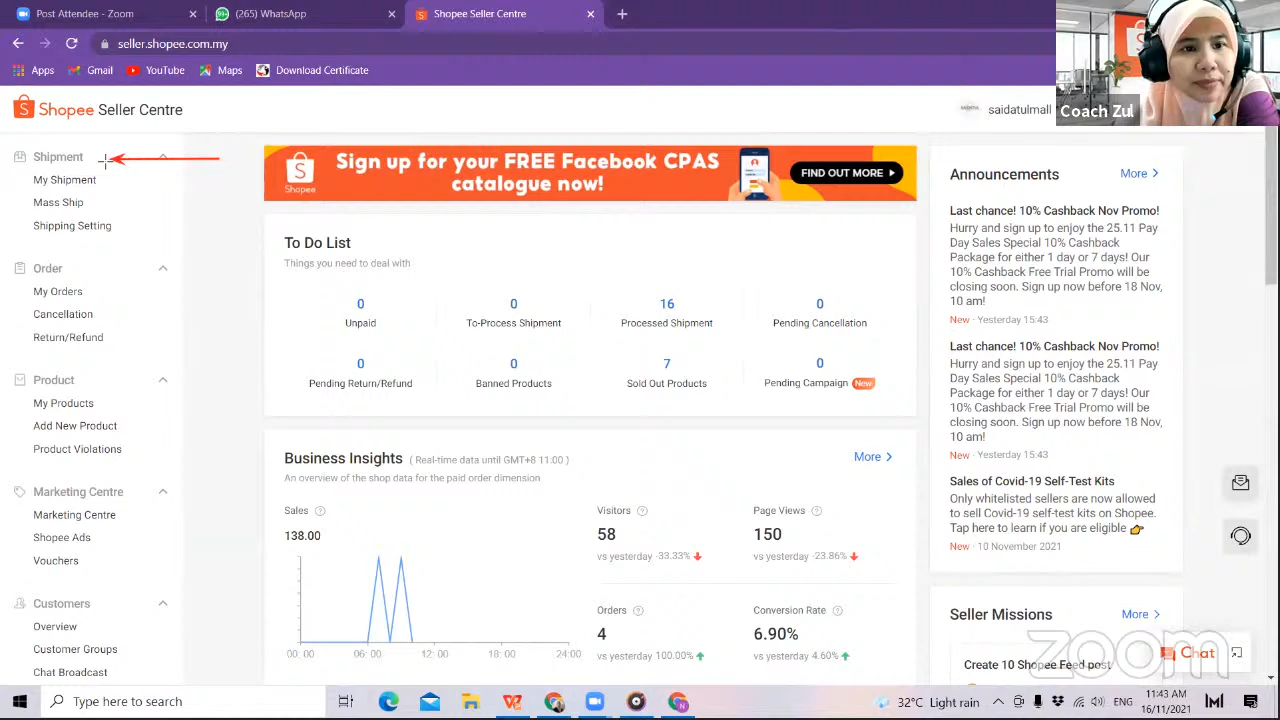 Post Attendee - Zoom
(265) WhatsApp
Shopee Seller Centre
seller.shopee.com.my
Apps
Gmail
YouTube
Maps
Download Certificate
Coach Zul
Shopee Seller Centre
saidatulmall
Shipment
My Shipment
Mass Ship
Shipping Setting
Order
My Orders
Cancellation
Return/Refund
Product
My Products
Add New Product
Product Violations
Marketing Centre
Marketing Centre
Shopee Ads
Vouchers
Customers
Overview
Customer Groups
Chat Broadcast
Shopee
Sign up for your FREE Facebook CPAS
catalogue now!
FIND OUT MORE
To Do List
Things you need to deal with
0
0
16
0
Unpaid
To-Process Shipment
Processed Shipment
Pending Cancellation
0
0
7
0
Pending Return/Refund
Banned Products
Sold Out Products
Pending Campaign New
Business Insights ( Real-time data until GMT+8 11:00 )
More
An overview of the shop data for the paid order dimension
Sales
138.00
00:00
06:00
12:00
18:00
24:00
Visitors
58
vs yesterday -33.33%
Page Views
150
vs yesterday -23.86%
Orders
4
vs yesterday 100.00%
Conversion Rate
6.90%
vs yesterday 4.60%
Announcements
More
Last chance! 10% Cashback Nov Promo!
Hurry and sign up to enjoy the 25.11 Pay
Day Sales Special 10% Cashback
Package for either 1 day or 7 days! Our
10% Cashback Free Trial Promo will be
closing soon. Sign up now before 18 Nov,
10 am!
New · Yesterday 15:43
Last chance! 10% Cashback Nov Promo!
Hurry and sign up to enjoy the 25.11 Pay
Day Sales Special 10% Cashback
Package for either 1 day or 7 days! Our
10% Cashback Free Trial Promo will be
closing soon. Sign up now before 18 Nov,
10 am!
New · Yesterday 15:43
Sales of Covid-19 Self-Test Kits
Only whitelisted sellers are now allowed
to sell Covid-19 self-test kits on Shopee.
Tap here to learn if you are eligible
New · 10 November 2021
Seller Missions
More
Create 10 Shopee Feed post
Chat
zoom
Type here to search
32°C Light rain
ENG
11:43 AM
16/11/2021